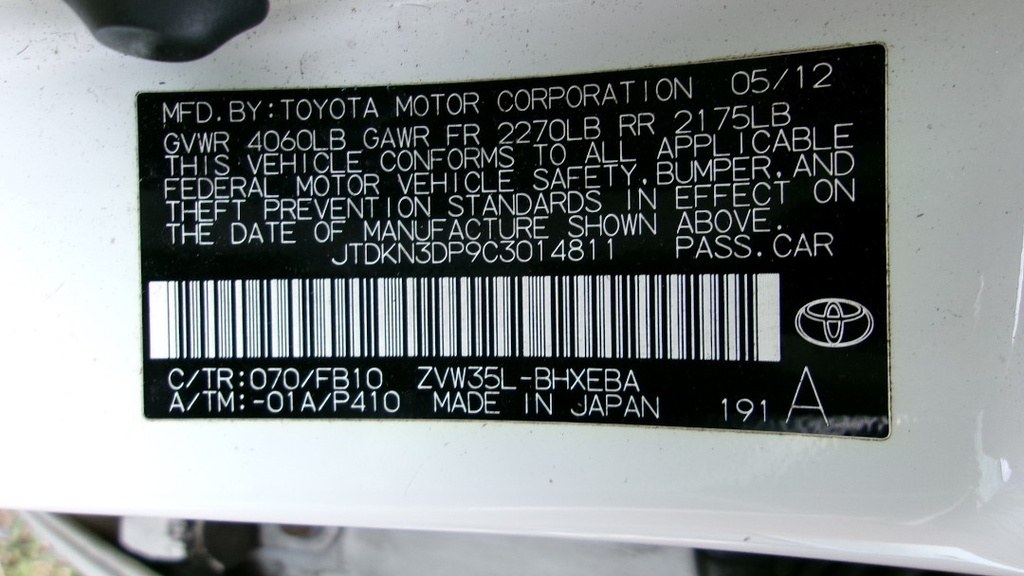 MFD. BY: TOYOTA MOTOR CORPORATION 05/12
GVWR 4060LB GAWR FR 2270LB RR 2175LB
THIS VEHICLE CONFORMS TO ALL APPLICABLE
FEDERAL MOTOR VEHICLE SAFETY, BUMPER, AND
THEFT PREVENTION STANDARDS IN EFFECT ON
THE DATE OF MANUFACTURE SHOWN ABOVE.
JTDKN3DP9C3014811 PASS. CAR
C/TR: 070/FB10 ZVW35L-BHXEBA
A/TM: -01A/P410 MADE IN JAPAN 191 A